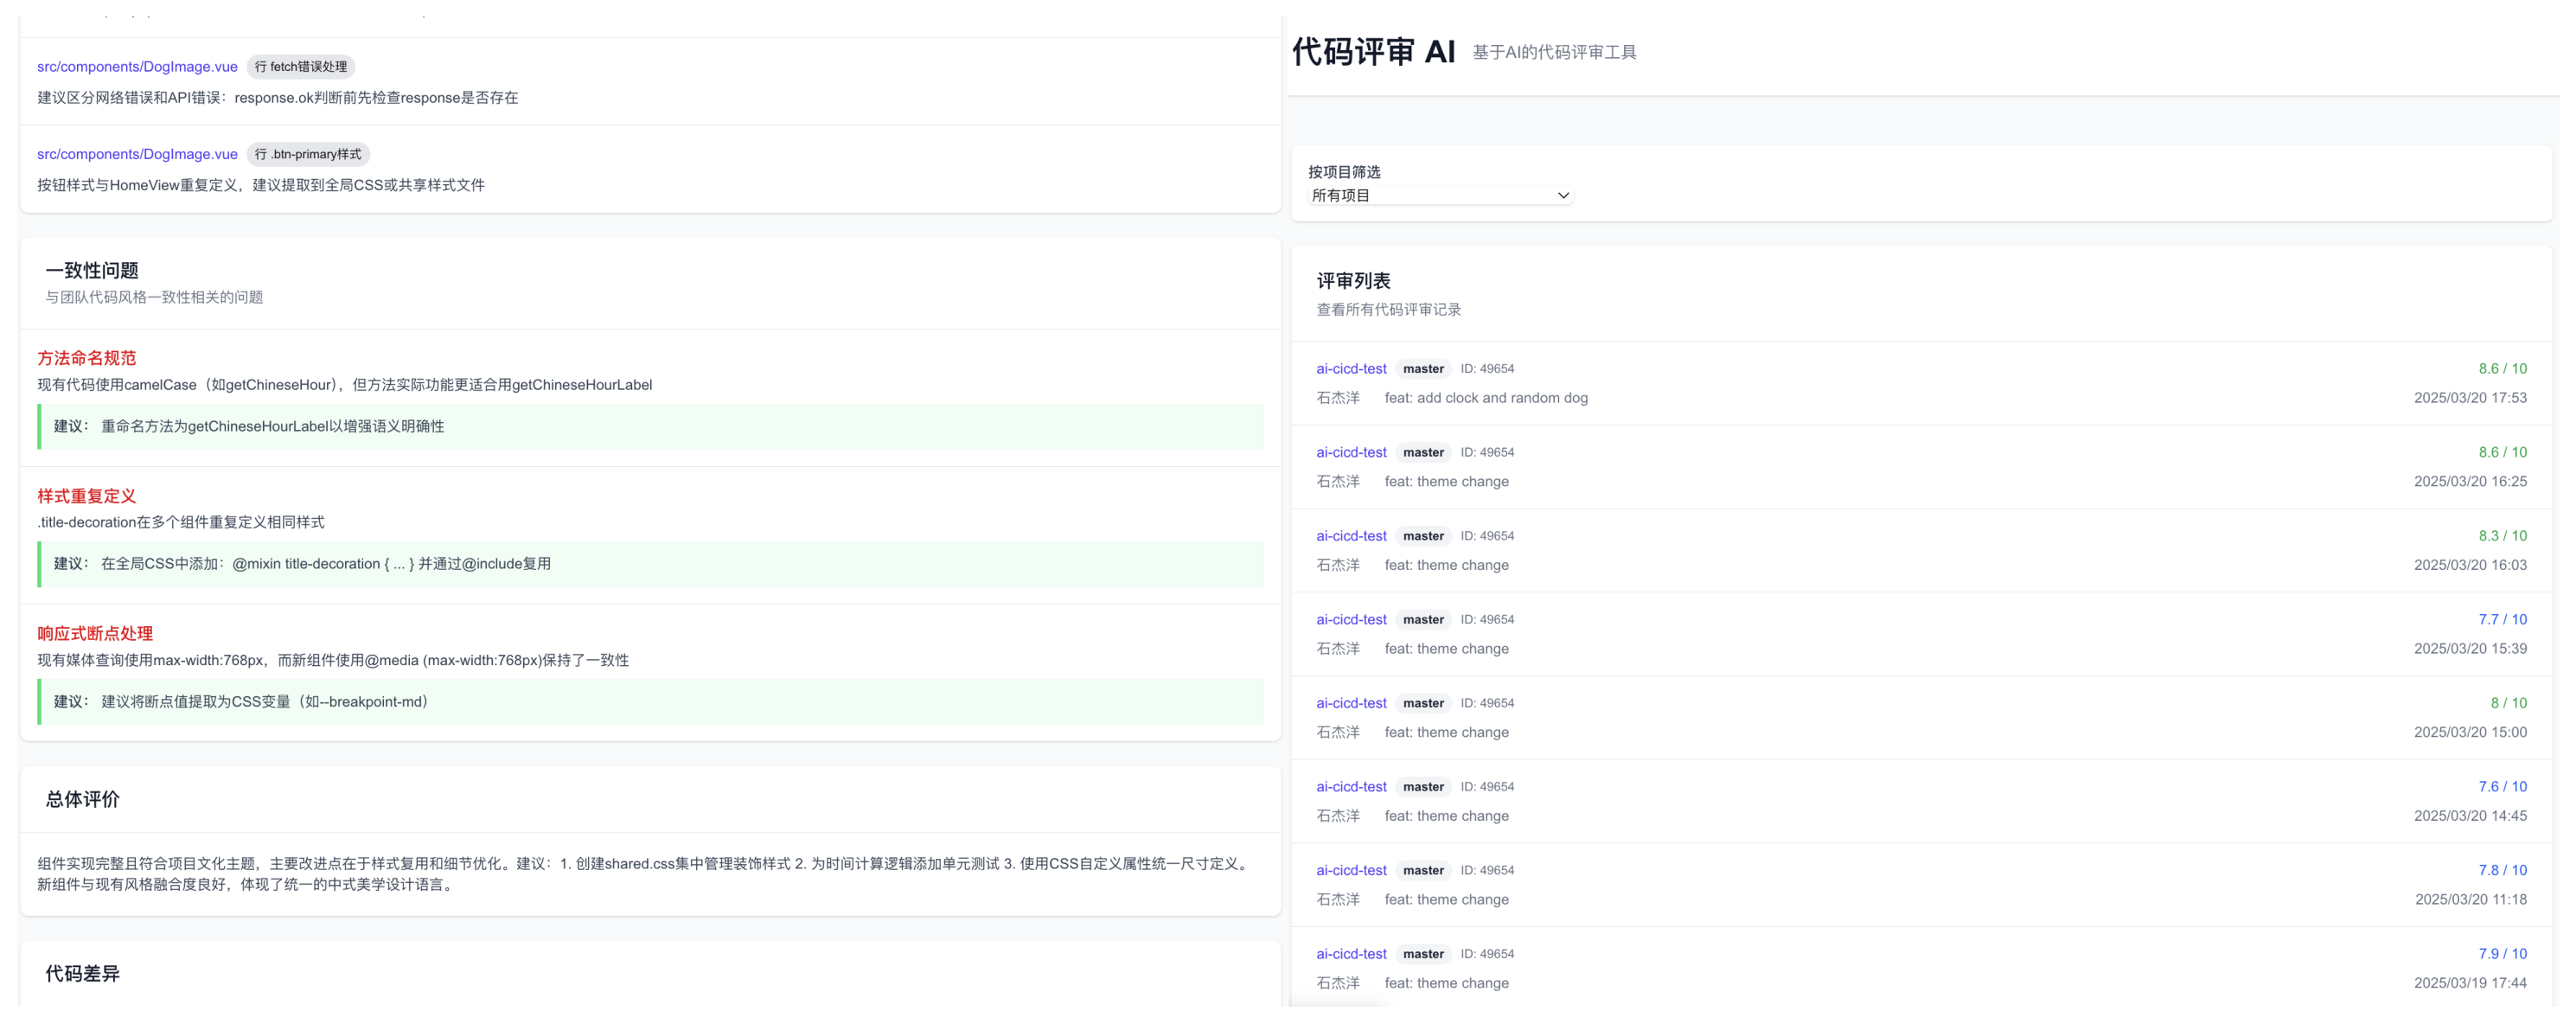 src/components/DogImage.vue 行 fetch错误处理
建议区分网络错误和API错误：response.ok判断前先检查response是否存在
src/components/DogImage.vue 行 .btn-primary样式
按钮样式与HomeView重复定义，建议提取到全局CSS或共享样式文件
一致性问题
与团队代码风格一致性相关的问题
方法命名规范
现有代码使用camelCase（如getChineseHour），但方法实际功能更适合用getChineseHourLabel
建议： 重命名方法为getChineseHourLabel以增强语义明确性
样式重复定义
.title-decoration在多个组件重复定义相同样式
建议： 在全局CSS中添加：@mixin title-decoration { ... } 并通过@include复用
响应式断点处理
现有媒体查询使用max-width:768px，而新组件使用@media (max-width:768px)保持了一致性
建议： 建议将断点值提取为CSS变量（如--breakpoint-md）
总体评价
组件实现完整且符合项目文化主题，主要改进点在于样式复用和细节优化。建议：1. 创建shared.css集中管理装饰样式 2. 为时间计算逻辑添加单元测试 3. 使用CSS自定义属性统一尺寸定义。
新组件与现有风格融合度良好，体现了统一的中式美学设计语言。
代码差异
代码评审 AI 基于AI的代码评审工具
按项目筛选
所有项目
评审列表
查看所有代码评审记录
ai-cicd-test master ID: 49654 8.6 / 10
石杰洋 feat: add clock and random dog 2025/03/20 17:53
ai-cicd-test master ID: 49654 8.6 / 10
石杰洋 feat: theme change 2025/03/20 16:25
ai-cicd-test master ID: 49654 8.3 / 10
石杰洋 feat: theme change 2025/03/20 16:03
ai-cicd-test master ID: 49654 7.7 / 10
石杰洋 feat: theme change 2025/03/20 15:39
ai-cicd-test master ID: 49654 8 / 10
石杰洋 feat: theme change 2025/03/20 15:00
ai-cicd-test master ID: 49654 7.6 / 10
石杰洋 feat: theme change 2025/03/20 14:45
ai-cicd-test master ID: 49654 7.8 / 10
石杰洋 feat: theme change 2025/03/20 11:18
ai-cicd-test master ID: 49654 7.9 / 10
石杰洋 feat: theme change 2025/03/19 17:44